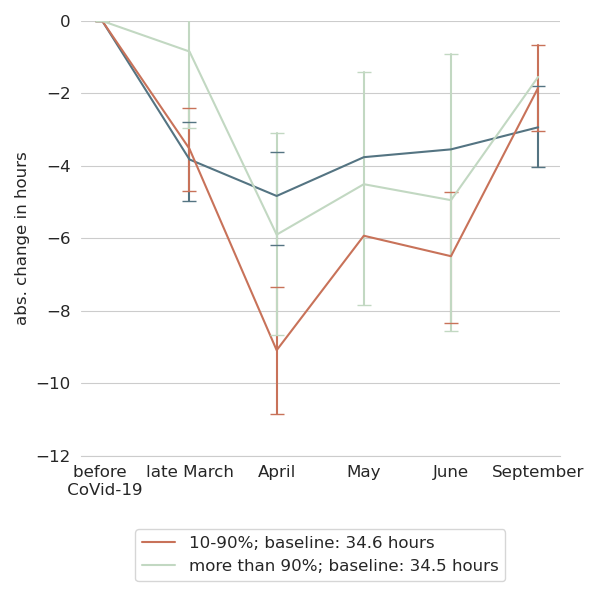 abs. change in hours
0
−2
−4
−6
−8
−10
−12
before
CoVid-19
late March
April
May
June
September
10-90%; baseline: 34.6 hours
more than 90%; baseline: 34.5 hours